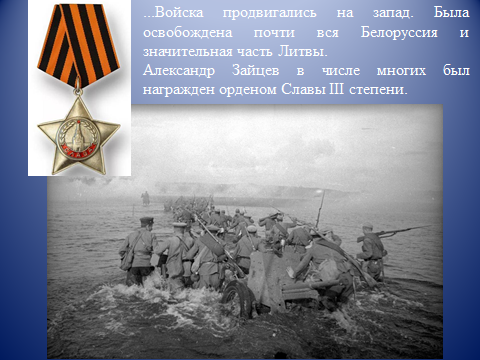 ...Войска продвигались на запад. Была
освобождена почти вся Белоруссия и
значительная часть Литвы.
Александр Зайцев в числе многих был
награжден орденом Славы III степени.
СЛАВА